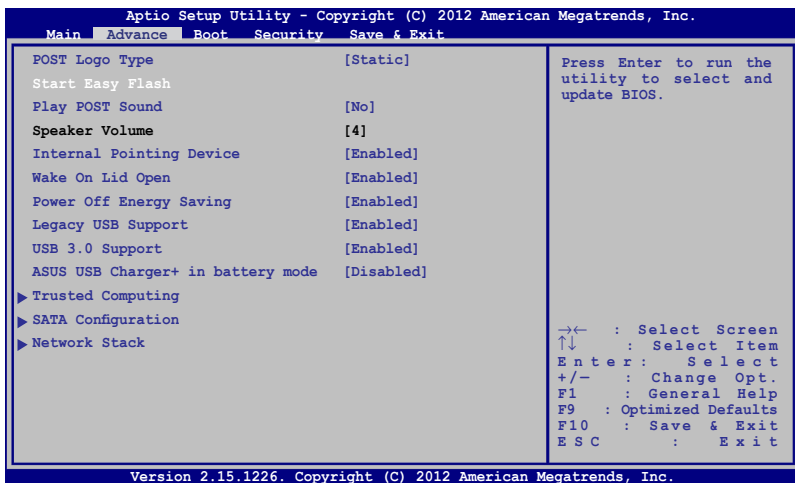 Aptio Setup Utility - Copyright (C) 2012 American Megatrends, Inc.
Main Advance Boot Security Save & Exit
POST Logo Type [Static]
Start Easy Flash
Play POST Sound [No]
Speaker Volume [4]
Internal Pointing Device [Enabled]
Wake On Lid Open [Enabled]
Power Off Energy Saving [Enabled]
Legacy USB Support [Enabled]
USB 3.0 Support [Enabled]
ASUS USB Charger+ in battery mode [Disabled]
Trusted Computing
SATA Configuration
Network Stack
Press Enter to run the
utility to select and
update BIOS.
→← : Select Screen
↑↓ : Select Item
Enter: Select
+/— : Change Opt.
F1 : General Help
F9 : Optimized Defaults
F10 : Save & Exit
ESC : Exit
Version 2.15.1226. Copyright (C) 2012 American Megatrends, Inc.